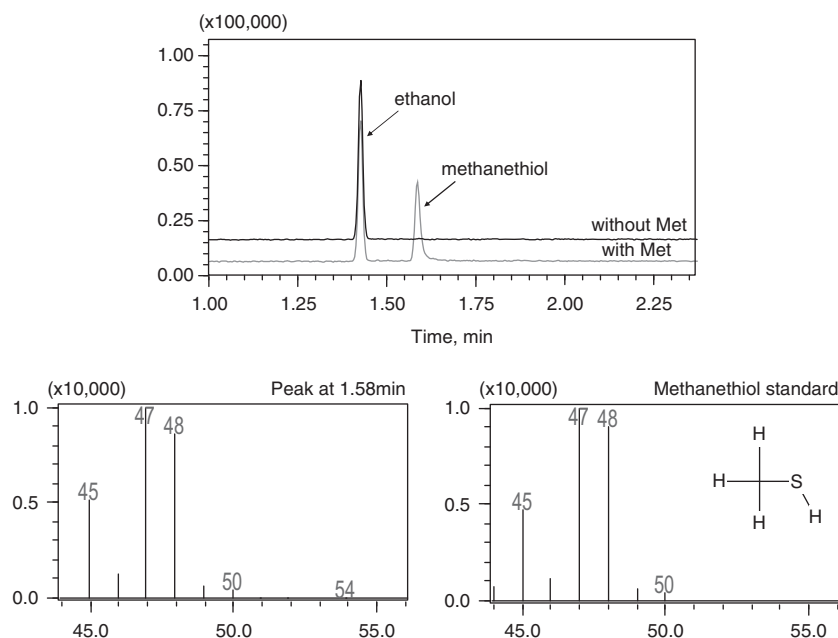 (x100,000)
1.00
ethanol
0.75
methanethiol
0.50
0.25
without Met
with Met
0.00
1.00 1.25 1.50 1.75 2.00 2.25
Time, min
(x10,000) Peak at 1.58min
1.0
47
48
45
0.5
50
54
0.0
45.0 50.0 55.0
(x10,000) Methanethiol standard
1.0
47
48
H
H S
45
H
H
0.5
50
0.0
45.0 50.0 55.0